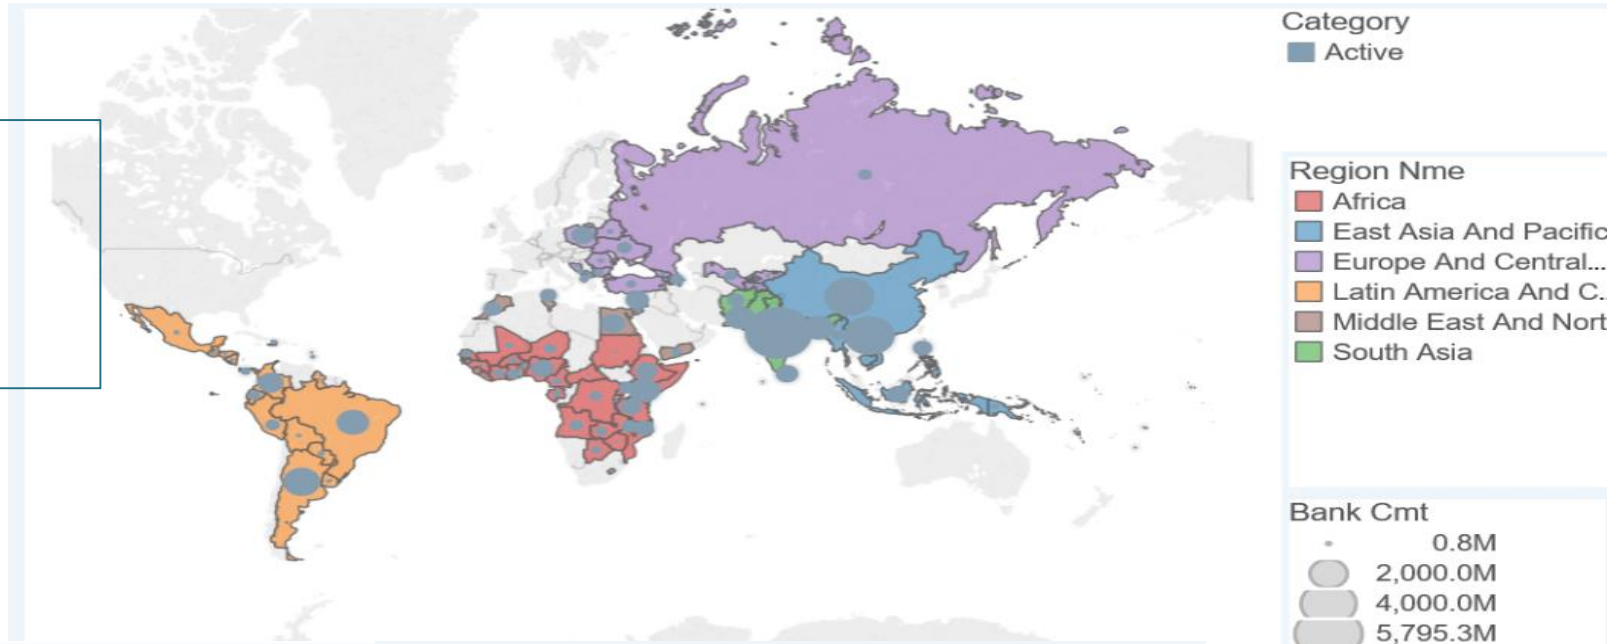 Category
Active
Region Nme
Africa
East Asia And Pacific
Europe And Central...
Latin America And C..
Middle East And Nort
South Asia
Bank Cmt
0.8M
2,000.0M
4,000.0M
5,795.3M